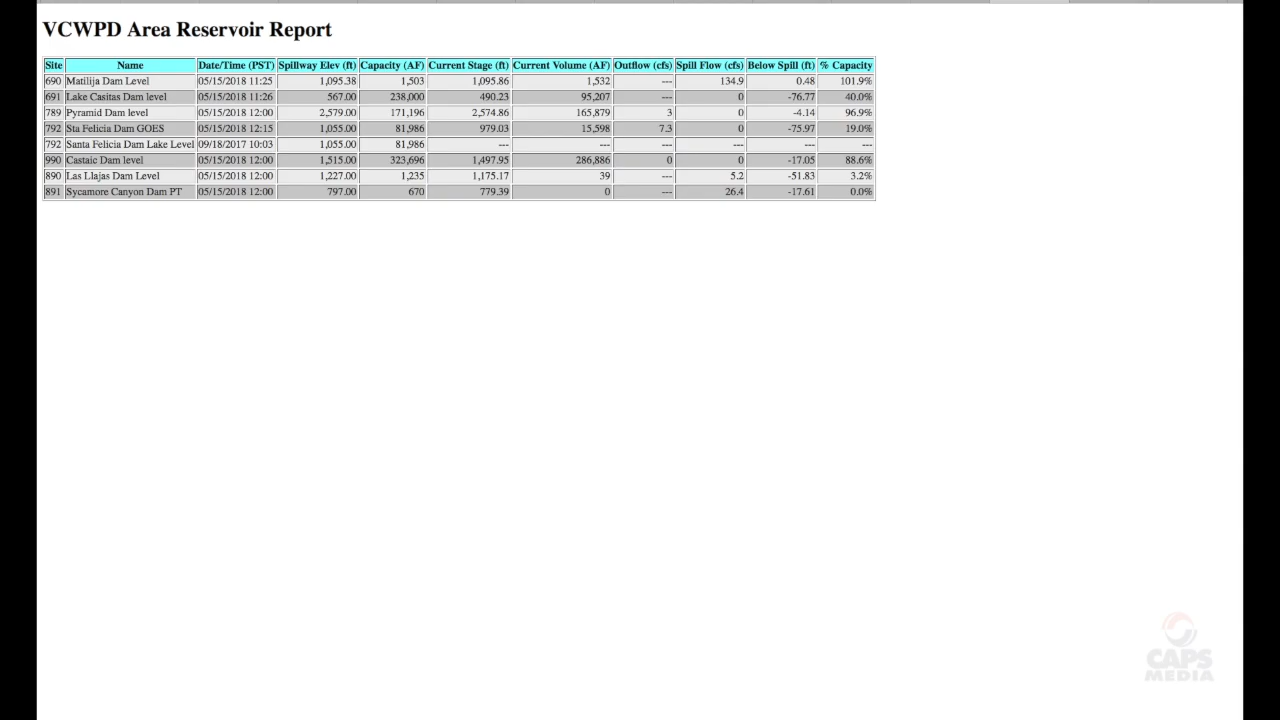 VCWPD Area Reservoir Report
Site Name Date/Time (PST) Spillway Elev (ft) Capacity (AF) Current Stage (ft) Current Volume (AF) Outflow (cfs) Spill Flow (cfs) Below Spill (ft) % Capacity
690 Matilija Dam Level 05/15/2018 11:25 1,095.38 1,503 1,095.86 1,532 --- 134.9 0.48 101.9%
691 Lake Casitas Dam level 05/15/2018 11:26 567.00 238,000 490.23 95,207 --- 0 -76.77 40.0%
789 Pyramid Dam level 05/15/2018 12:00 2,579.00 171,196 2,574.86 165,879 3 0 -4.14 96.9%
792 Sta Felicia Dam GOES 05/15/2018 12:15 1,055.00 81,986 979.03 15,598 7.3 0 -75.97 19.0%
792 Santa Felicia Dam Lake Level 09/18/2017 10:03 1,055.00 81,986 --- --- --- --- --- ---
990 Castaic Dam level 05/15/2018 12:00 1,515.00 323,696 1,497.95 286,886 0 0 -17.05 88.6%
890 Las Llajas Dam Level 05/15/2018 12:00 1,227.00 1,235 1,175.17 39 --- 5.2 -51.83 3.2%
891 Sycamore Canyon Dam PT 05/15/2018 12:00 797.00 670 779.39 0 --- 26.4 -17.61 0.0%
CAPS
MEDIA